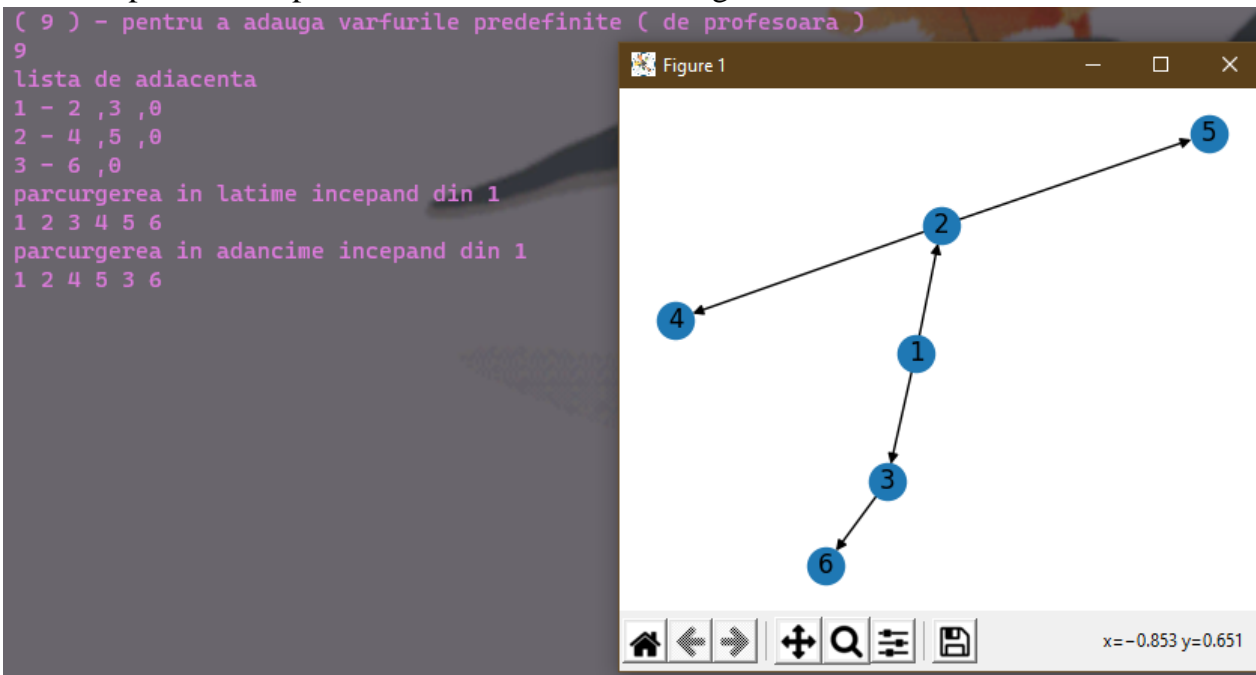 ( 9 ) - pentru a adauga varfurile predefinite ( de profesoara )
9
lista de adiacenta
1 - 2 ,3 ,0
2 - 4 ,5 ,0
3 - 6 ,0
parcurgerea in latime incepand din 1
1 2 3 4 5 6
parcurgerea in adancime incepand din 1
1 2 4 5 3 6
Figure 1
5
2
4
1
3
6
x=-0.853 y=0.651